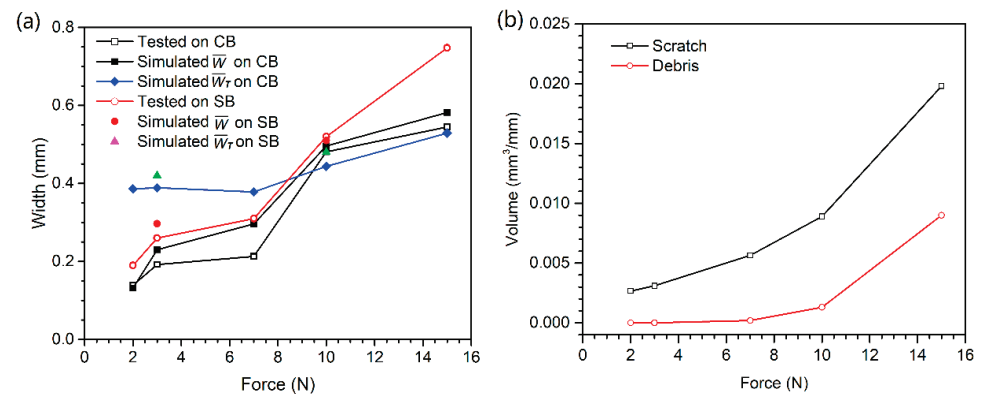 (a)
Width (mm)
0.8
0.6
0.4
0.2
0.0
Tested on CB
Simulated W̅ on CB
Simulated W̅T on CB
Tested on SB
Simulated W̅ on SB
Simulated W̅T on SB
0 2 4 6 8 10 12 14 16
Force (N)
(b)
Volume (mm³/mm)
0.025
0.020
0.015
0.010
0.005
0.000
Scratch
Debris
0 2 4 6 8 10 12 14 16
Force (N)